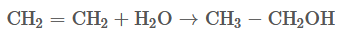 CH₂ = CH₂ + H₂O → CH₃ − CH₂OH